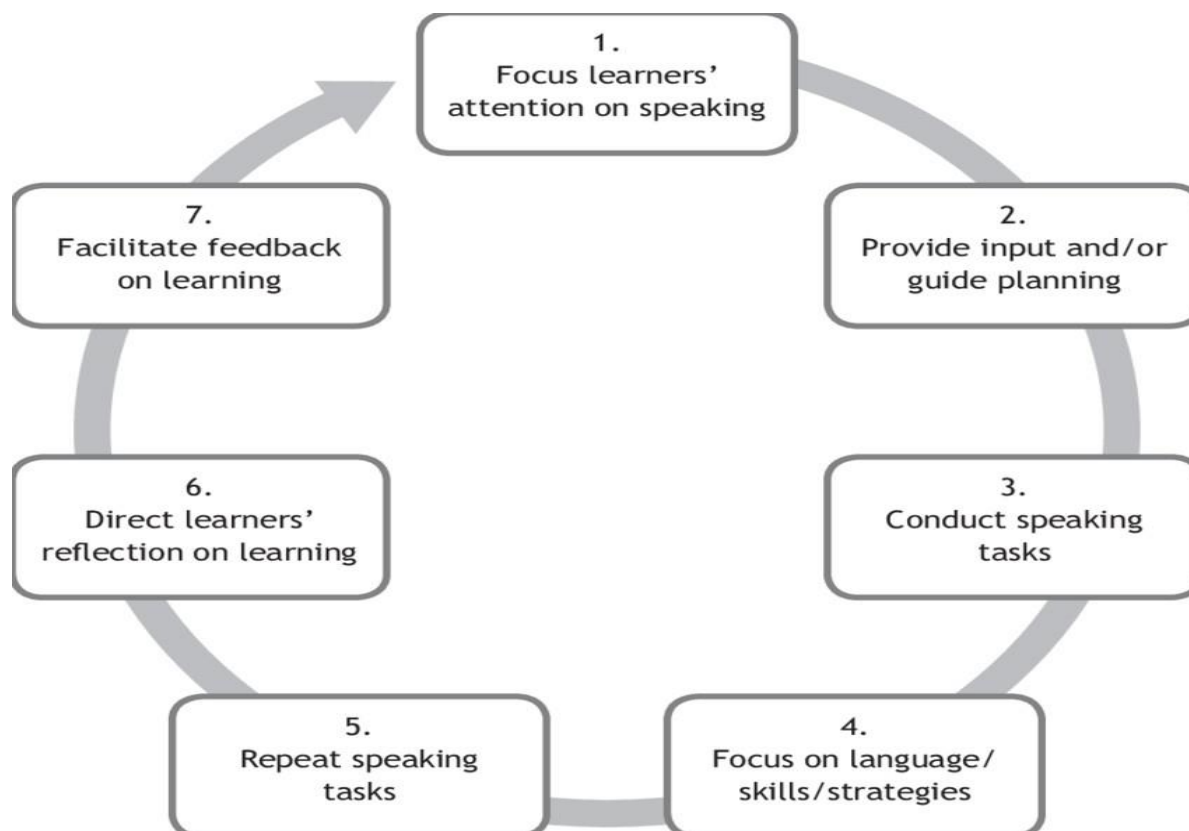 1.
Focus learners’
attention on speaking
2.
Provide input and/or
guide planning
3.
Conduct speaking
tasks
4.
Focus on language/
skills/strategies
5.
Repeat speaking
tasks
6.
Direct learners’
reflection on learning
7.
Facilitate feedback
on learning